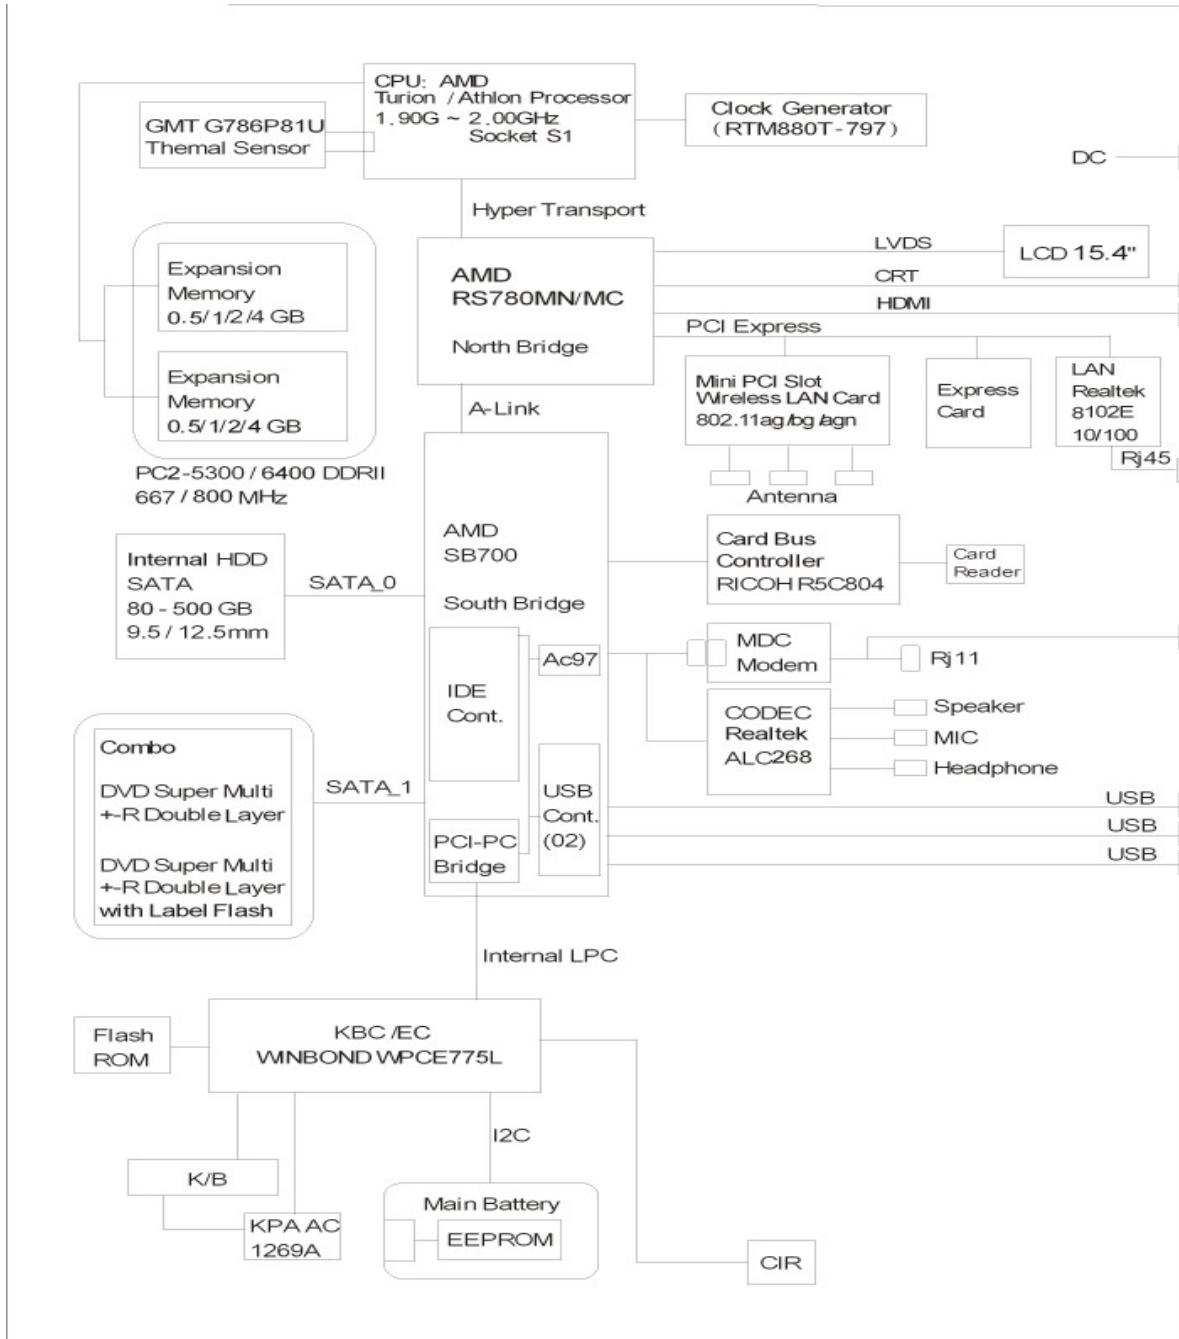 CPU: AMD
Turion / Athlon Processor
1.90G ~ 2.00GHz
Socket S1
GMT G786P81U
Themal Sensor
Clock Generator
(RTM880T-797)
DC
Hyper Transport
Expansion
Memory
0.5/1/2/4 GB
Expansion
Memory
0.5/1/2/4 GB
PC2-5300 / 6400 DDRII
667 / 800 MHz
AMD
RS780MN/MC
North Bridge
LVDS
LCD 15.4"
CRT
HDMI
PCI Express
Mini PCI Slot
Wireless LAN Card
802.11ag/bg/agn
Antenna
Express
Card
LAN
Realtek
8102E
10/100
Rj45
A-Link
AMD
SB700
South Bridge
Internal HDD
SATA
80 - 500 GB
9.5 / 12.5mm
SATA_0
Card Bus
Controller
RICOH R5C804
Card
Reader
IDE
Cont.
Ac97
MDC
Modem
Rj11
CODEC
Realtek
ALC268
Speaker
MIC
Headphone
Combo
DVD Super Multi
+-R Double Layer
DVD Super Multi
+-R Double Layer
with Label Flash
SATA_1
USB
Cont.
(02)
PCI-PC
Bridge
USB
USB
USB
Internal LPC
Flash
ROM
KBC /EC
WINBOND WPCE775L
I2C
K/B
KPA AC
1269A
Main Battery
EEPROM
CIR